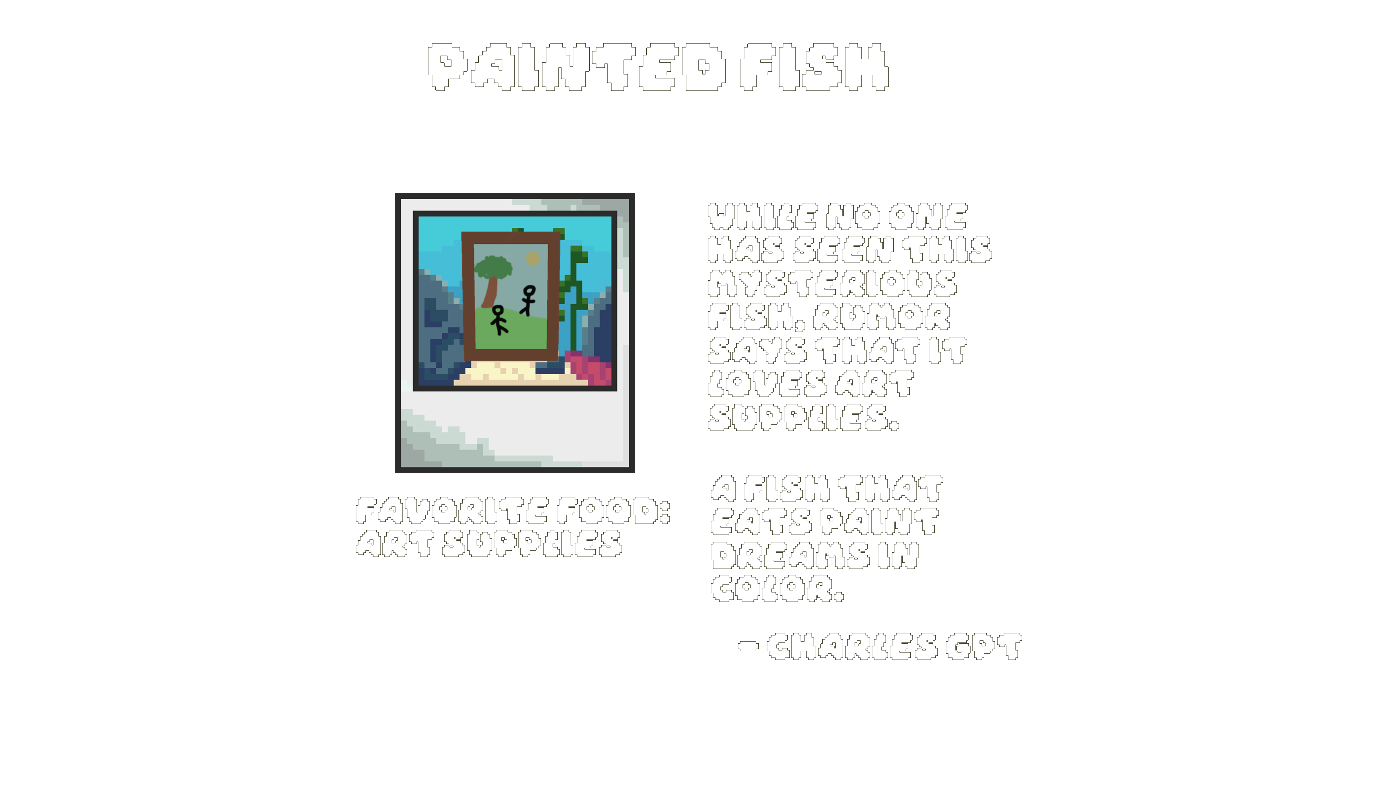 PAINTED FISH
WHILE NO ONE
HAS SEEN THIS
MYSTERIOUS
FISH, RUMOR
SAYS THAT IT
LOVES ART
SUPPLIES.
FAVORITE FOOD:
ART SUPPLIES
A FISH THAT
EATS PAINT
DREAMS IN
COLOR.
- CHARLES GPT